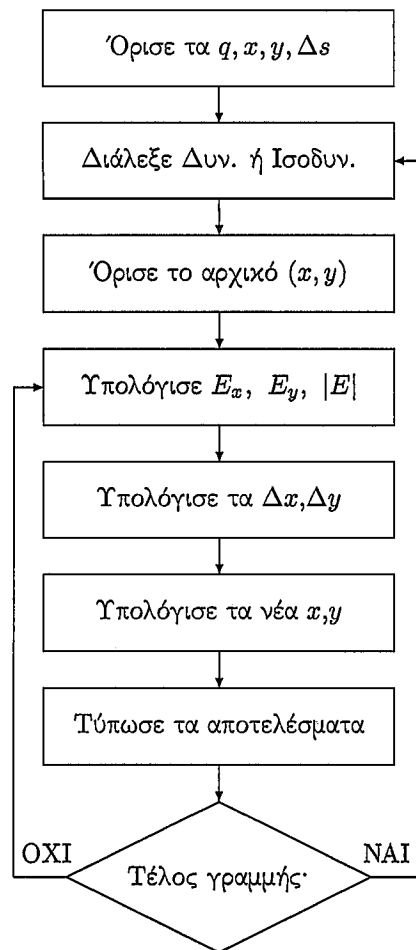 Όρισε τα q, x, y, Δs
Διάλεξε Δυν. ή Ισοδυν.
Όρισε το αρχικό (x, y)
Υπολόγισε E_x, E_y, |E|
Υπολόγισε τα Δx,Δy
Υπολόγισε τα νέα x,y
Τύπωσε τα αποτελέσματα
ΟΧΙ
Τέλος γραμμής·
ΝΑΙ